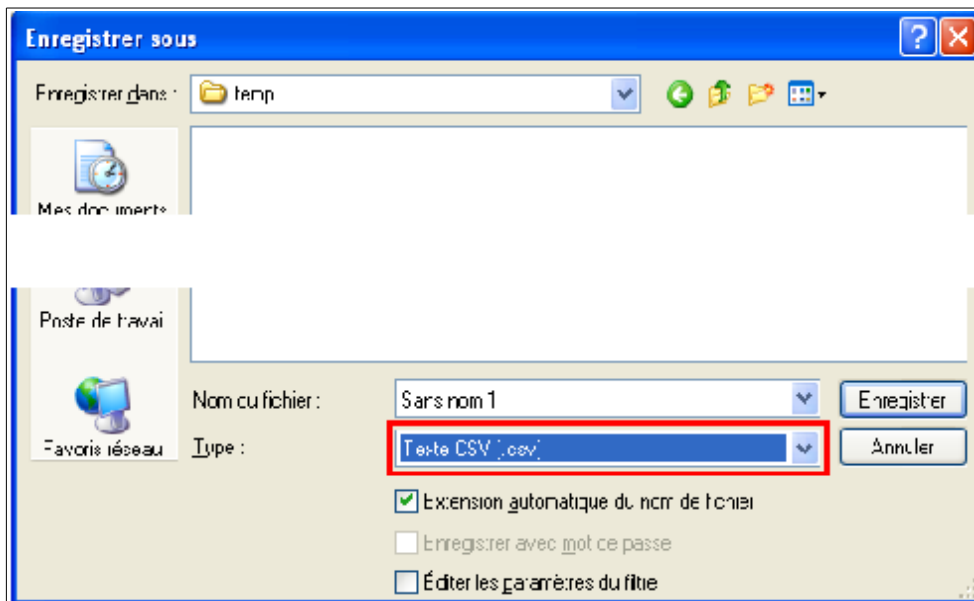 Enregistrer sous
Enregistrer dans :
temp
Mes documents
Poste de travail
Favoris réseau
Nom du fichier :
Sans nom 1
Enregistrer
Type :
Texte CSV (.csv)
Annuler
Extension automatique du nom de fichier
Enregistrer avec mot de passe
Éditer les paramètres du filtre